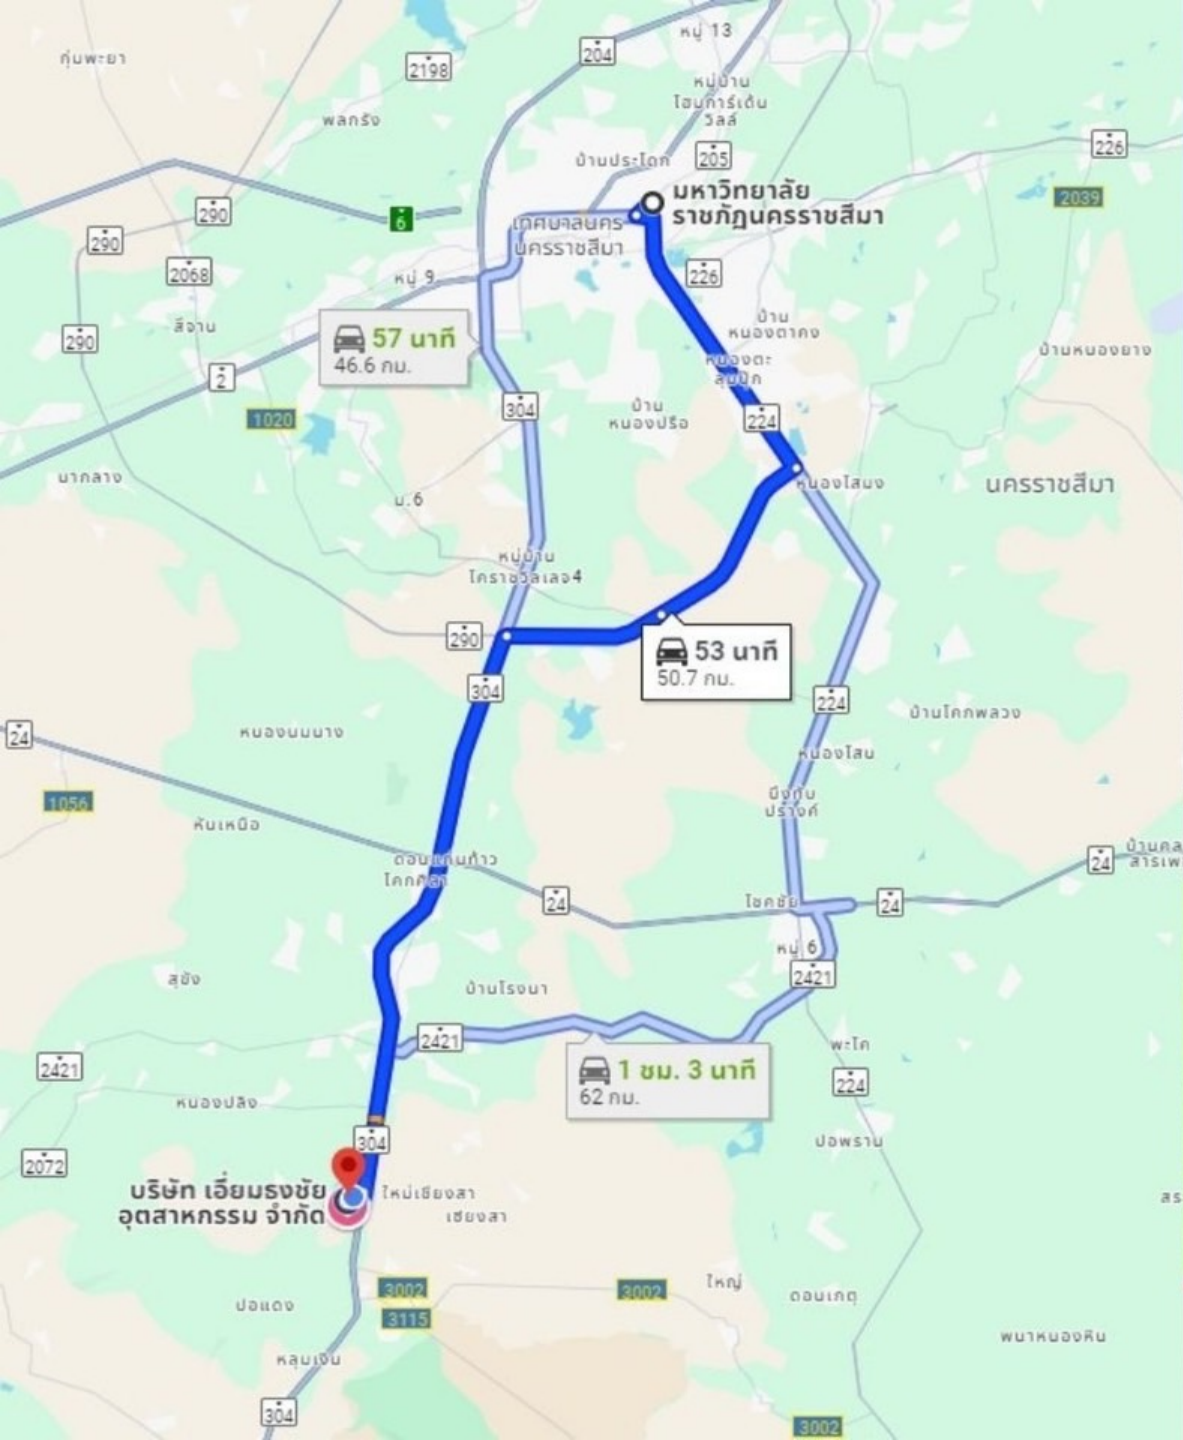 หมู่ 13
204
กุ่มพะยา
2198
หมู่บ้าน
โฮมการ์เด้น
วิลล์
พลกรัง
226
บ้านประโดก
205
มหาวิทยาลัย
ราชภัฏนครราชสีมา
2039
290
6
เทศบาลนคร
นครราชสีมา
290
2068
หมู่ 9
226
สีจาน
บ้าน
หนองตาคง
290
57 นาที
46.6 กม.
บ้านหนองยาง
หนองตะ
ลุมปุ๊ก
2
304
1020
บ้าน
หนองปรือ
224
มากลาง
หนองไสมง
นครราชสีมา
ม.6
หมู่บ้าน
โคราชวิลเลจ4
290
53 นาที
50.7 กม.
304
224
บ้านโคกพลวง
24
หนองนมนาง
หนองโสน
1056
บึงทับ
ปรางค์
หันเหนือ
ดอนแก่นก้าว
โคกศิลา
24
บ้านคล
สารเพ
24
โชคชัย
24
หมู่ 6
สุขัง
2421
บ้านโรงนา
2421
พะโค
2421
1 ชม. 3 นาที
62 กม.
224
หนองปลิง
304
ปอพราน
2072
บริษัท เอี่ยมธงชัย
อุตสาหกรรม จำกัด
ใหม่เชียงสา
เชียงสา
สร
3002
3002
ใหญ่
ดอนเกตุ
ปอแดง
3115
พนาหนองหิน
หลุมเงิน
304
3002